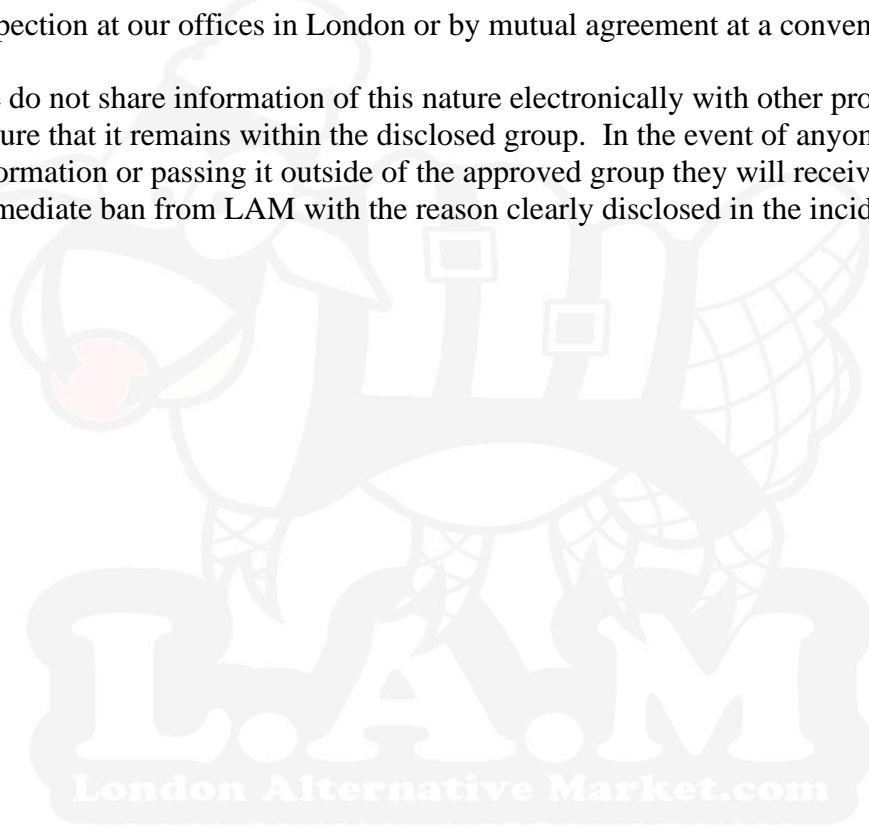 pection at our offices in London or by mutual agreement at a conven
do not share information of this nature electronically with other pro
ure that it remains within the disclosed group. In the event of anyon
ormation or passing it outside of the approved group they will receiv
mediate ban from LAM with the reason clearly disclosed in the incid
L.A.M
London Alternative Market.com